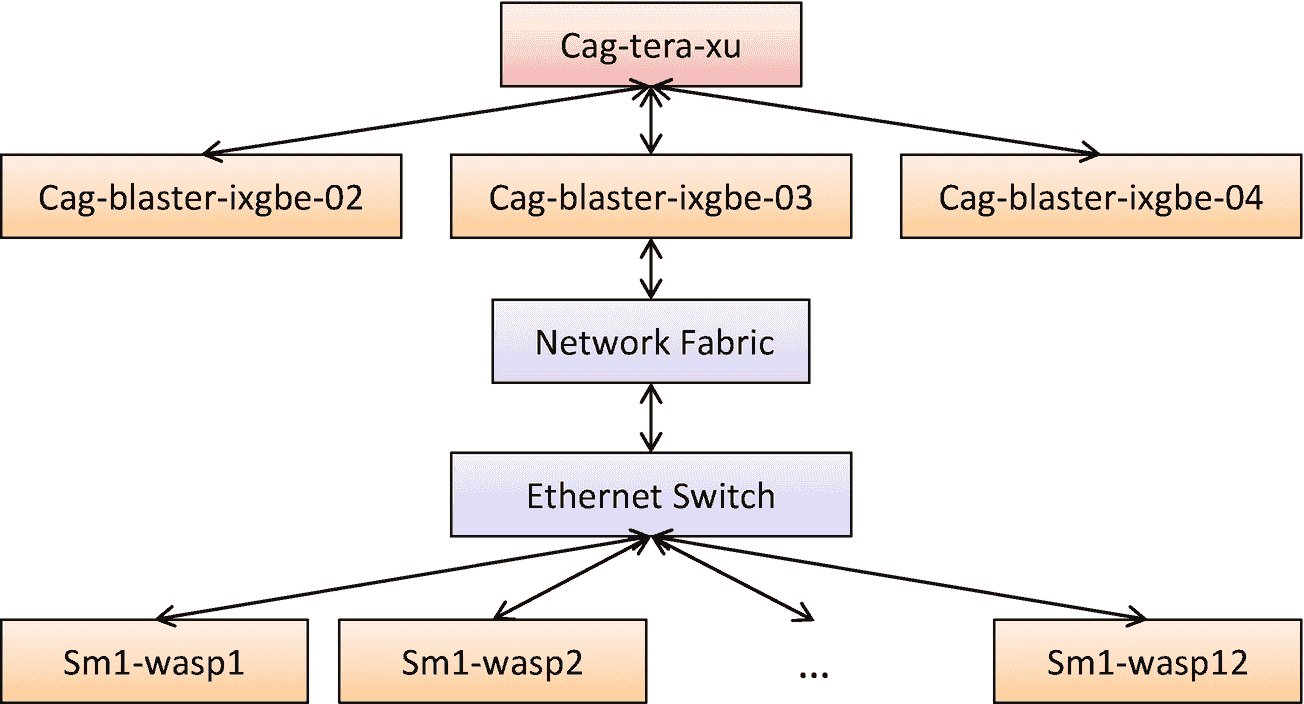 Cag-tera-xu
Cag-blaster-ixgbe-02
Cag-blaster-ixgbe-03
Cag-blaster-ixgbe-04
Network Fabric
Ethernet Switch
Sm1-wasp1
Sm1-wasp2
...
Sm1-wasp12